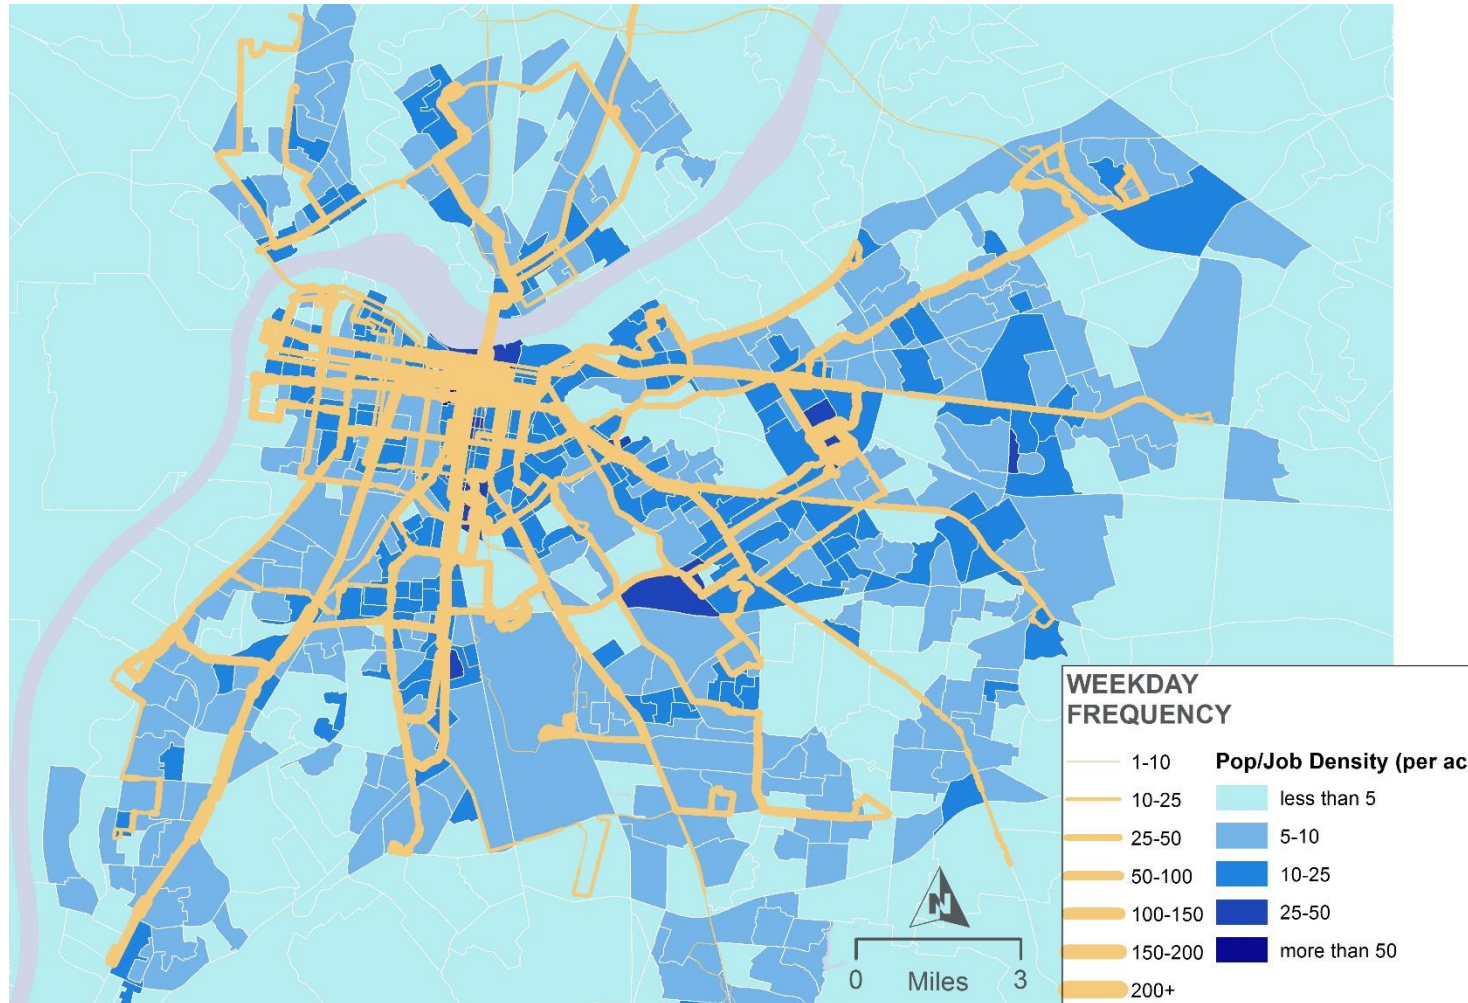 WEEKDAY
FREQUENCY
1-10
10-25
25-50
50-100
100-150
150-200
200+
Pop/Job Density (per ac
less than 5
5-10
10-25
25-50
more than 50
N
0 Miles 3